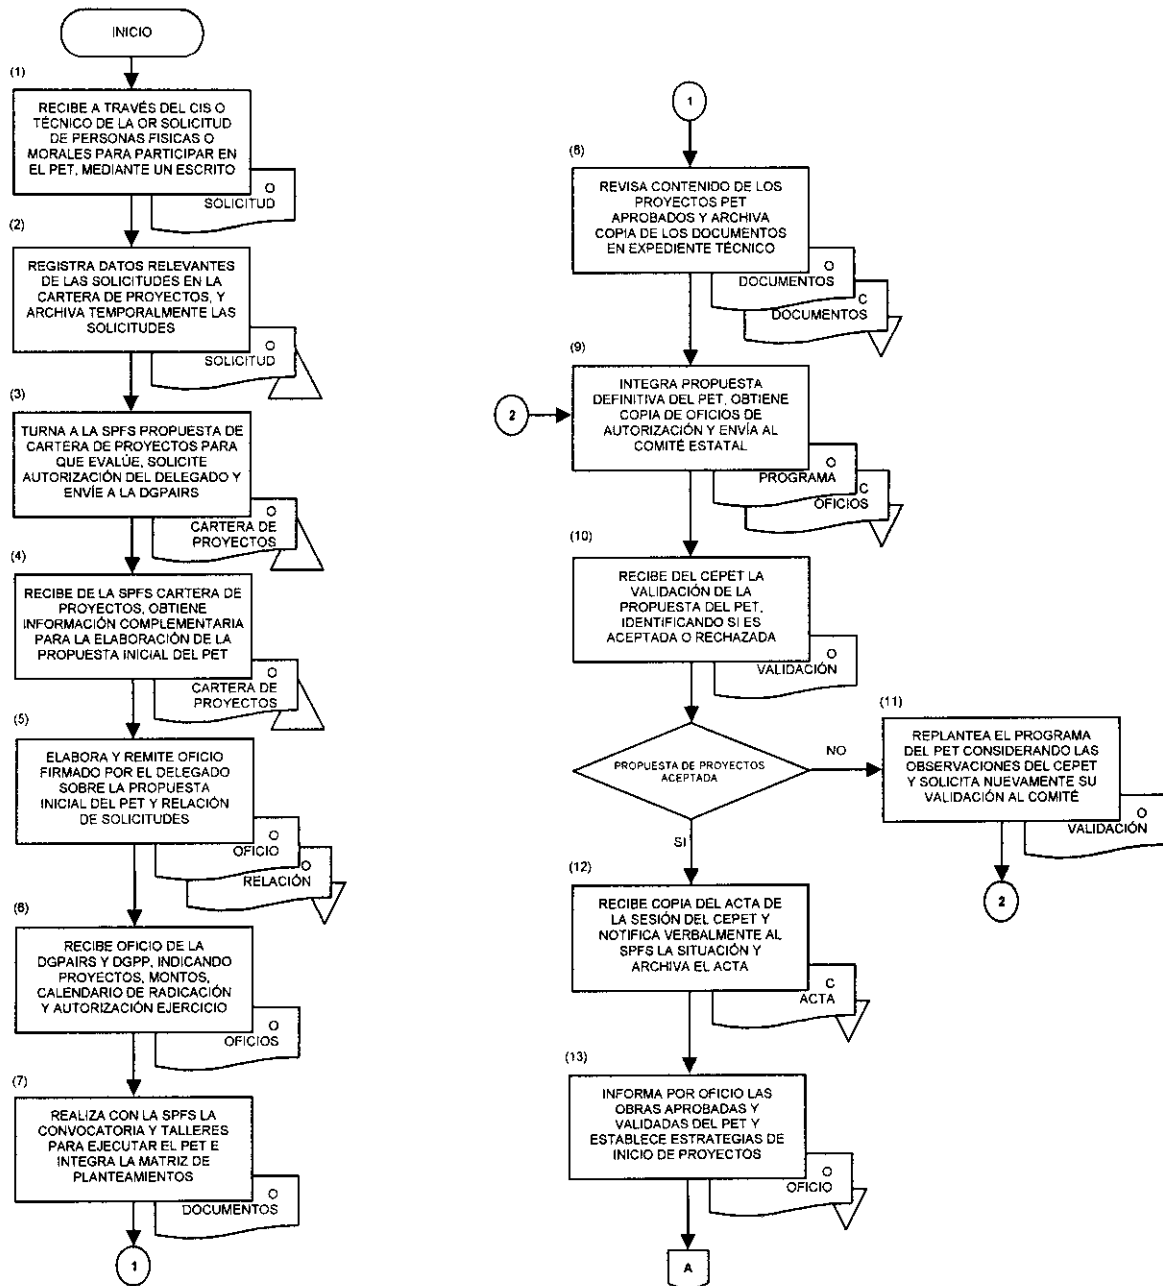 INICIO
(1)
RECIBE A TRAVÉS DEL CIS O
TÉCNICO DE LA OR SOLICITUD
DE PERSONAS FISICAS O
MORALES PARA PARTICIPAR EN
EL PET, MEDIANTE UN ESCRITO
O
SOLICITUD
(2)
REGISTRA DATOS RELEVANTES
DE LAS SOLICITUDES EN LA
CARTERA DE PROYECTOS, Y
ARCHIVA TEMPORALMENTE LAS
SOLICITUDES
O
SOLICITUD
(3)
TURNA A LA SPFS PROPUESTA DE
CARTERA DE PROYECTOS PARA
QUE EVALÚE, SOLICITE
AUTORIZACIÓN DEL DELEGADO Y
ENVÍE A LA DGPAIRS
O
CARTERA DE
PROYECTOS
(4)
RECIBE DE LA SPFS CARTERA DE
PROYECTOS, OBTIENE
INFORMACIÓN COMPLEMENTARIA
PARA LA ELABORACIÓN DE LA
PROPUESTA INICIAL DEL PET
O
CARTERA DE
PROYECTOS
(5)
ELABORA Y REMITE OFICIO
FIRMADO POR EL DELEGADO
SOBRE LA PROPUESTA
INICIAL DEL PET Y RELACIÓN
DE SOLICITUDES
O
OFICIO
O
RELACIÓN
(6)
RECIBE OFICIO DE LA
DGPAIRS Y DGPP, INDICANDO
PROYECTOS, MONTOS,
CALENDARIO DE RADICACIÓN
Y AUTORIZACIÓN EJERCICIO
O
OFICIOS
(7)
REALIZA CON LA SPFS LA
CONVOCATORIA Y TALLERES
PARA EJECUTAR EL PET E
INTEGRA LA MATRIZ DE
PLANTEAMIENTOS
O
DOCUMENTOS
1
1
(8)
REVISA CONTENIDO DE LOS
PROYECTOS PET
APROBADOS Y ARCHIVA
COPIA DE LOS DOCUMENTOS
EN EXPEDIENTE TÉCNICO
O
DOCUMENTOS
C
DOCUMENTOS
(9)
2
INTEGRA PROPUESTA
DEFINITIVA DEL PET, OBTIENE
COPIA DE OFICIOS DE
AUTORIZACIÓN Y ENVÍA AL
COMITÉ ESTATAL
O
PROGRAMA
C
OFICIOS
(10)
RECIBE DEL CEPET LA
VALIDACIÓN DE LA
PROPUESTA DEL PET,
IDENTIFICANDO SI ES
ACEPTADA O RECHAZADA
O
VALIDACIÓN
PROPUESTA DE PROYECTOS
ACEPTADA
NO
(11)
REPLANTEA EL PROGRAMA
DEL PET CONSIDERANDO LAS
OBSERVACIONES DEL CEPET
Y SOLICITA NUEVAMENTE SU
VALIDACIÓN AL COMITÉ
O
VALIDACIÓN
2
SI
(12)
RECIBE COPIA DEL ACTA DE
LA SESIÓN DEL CEPET Y
NOTIFICA VERBALMENTE AL
SPFS LA SITUACIÓN Y
ARCHIVA EL ACTA
C
ACTA
(13)
INFORMA POR OFICIO LAS
OBRAS APROBADAS Y
VALIDADAS DEL PET Y
ESTABLECE ESTRATEGIAS DE
INICIO DE PROYECTOS
O
OFICIO
A